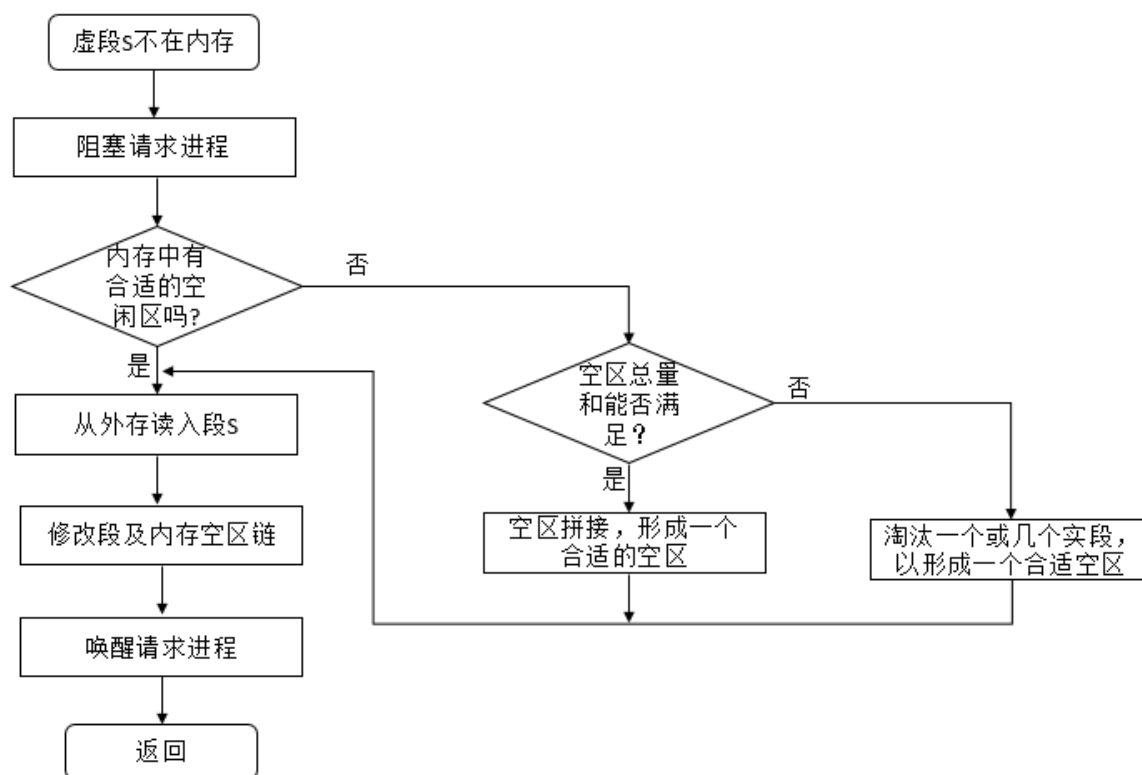 虚段s不在内存
阻塞请求进程
内存中有
合适的空
闲区吗?
否
是
空区总量
和能否满
足？
否
从外存读入段s
是
修改段及内存空区链
空区拼接，形成一个
合适的空区
淘汰一个或几个实段，
以形成一个合适空区
唤醒请求进程
返回